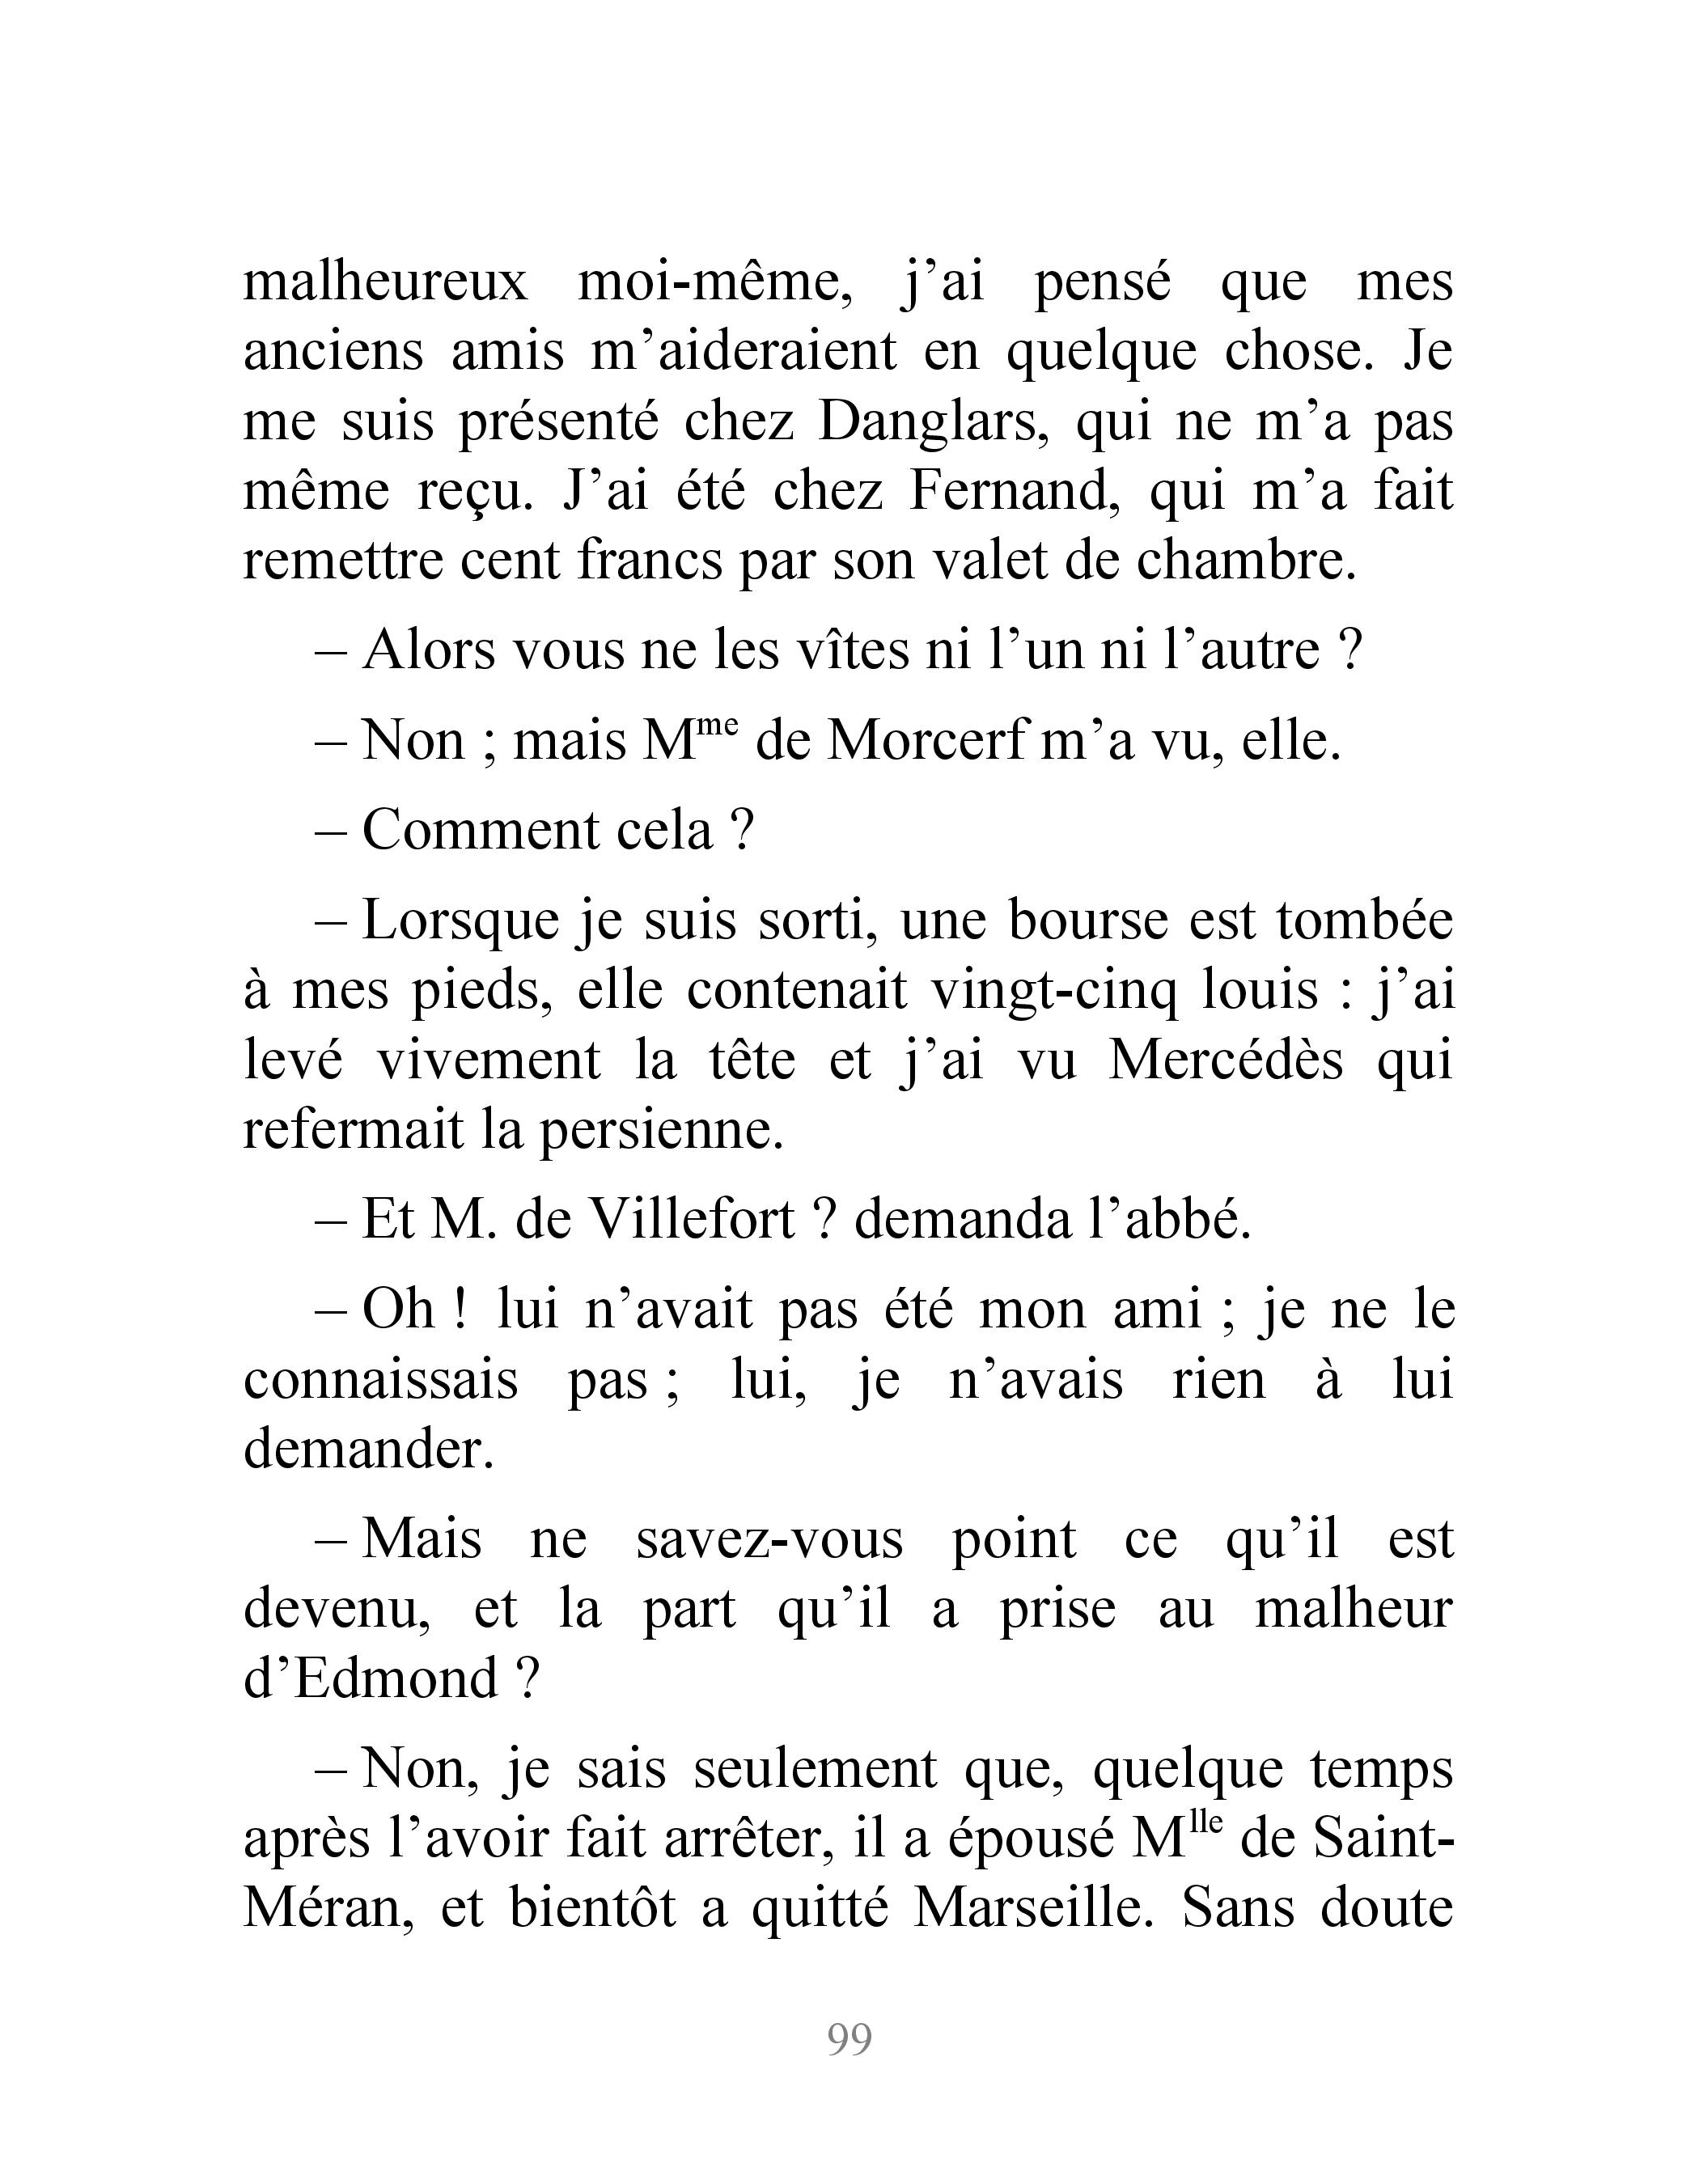 malheureux moi-même, j’ai pensé que mes
anciens amis m’aideraient en quelque chose. Je
me suis présenté chez Danglars, qui ne m’a pas
même reçu. J’ai été chez Fernand, qui m’a fait
remettre cent francs par son valet de chambre.
– Alors vous ne les vîtes ni l’un ni l’autre ?
– Non ; mais Mme de Morcerf m’a vu, elle.
– Comment cela ?
– Lorsque je suis sorti, une bourse est tombée
à mes pieds, elle contenait vingt-cinq louis : j’ai
levé vivement la tête et j’ai vu Mercédès qui
refermait la persienne.
– Et M. de Villefort ? demanda l’abbé.
– Oh ! lui n’avait pas été mon ami ; je ne le
connaissais pas ; lui, je n’avais rien à lui
demander.
– Mais ne savez-vous point ce qu’il est
devenu, et la part qu’il a prise au malheur
d’Edmond ?
– Non, je sais seulement que, quelque temps
après l’avoir fait arrêter, il a épousé Mlle de Saint-
Méran, et bientôt a quitté Marseille. Sans doute
99